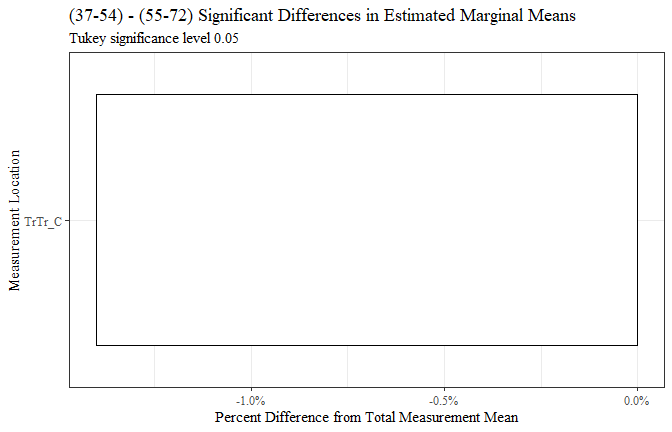 (37-54) - (55-72) Significant Differences in Estimated Marginal Means
Tukey significance level 0.05
Measurement Location
TrTr_C
-1.0%
-0.5%
0.0%
Percent Difference from Total Measurement Mean